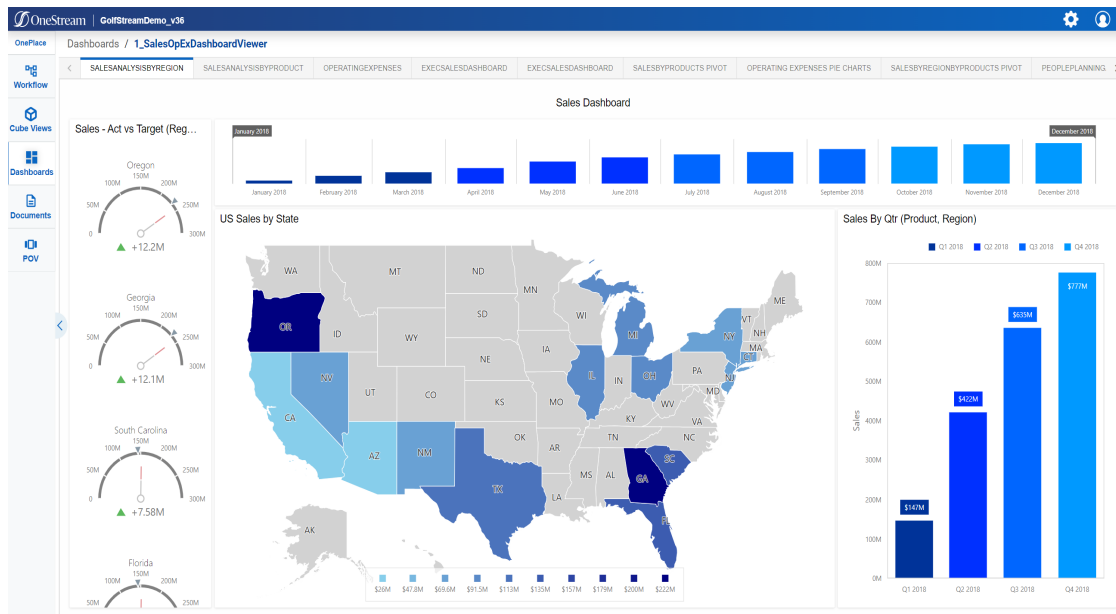 OneStream | GolfStreamDemo_v36
OnePlace
Dashboards / 1_SalesOpExDashboardViewer
SALESANALYSISBYREGION SALESANALYSISBYPRODUCT OPERATINGEXPENSES EXECSALESDASHBOARD EXECSALESDASHBOARD SALESBYPRODUCTS PIVOT OPERATING EXPENSES PIE CHARTS SALESBYREGIONBYPRODUCTS PIVOT PEOPLEPLANNING
Workflow
Cube Views
Dashboards
Documents
POV
Sales Dashboard
Sales - Act vs Target (Reg...
Oregon
0 50M 100M 150M 200M 250M 300M
+12.2M
Georgia
0 50M 100M 150M 200M 250M 300M
+12.1M
South Carolina
0 50M 100M 150M 200M 250M 300M
+7.58M
Florida
50M 100M 150M 200M 250M
January 2018 December 2018
January 2018 February 2018 March 2018 April 2018 May 2018 June 2018 July 2018 August 2018 September 2018 October 2018 November 2018 December 2018
US Sales by State
WA MT ND MN ME
OR ID SD WI MI VT NH
WY NY MA
CT
NV UT CO NE IA IL IN OH PA NJ
MD
CA KS MO KY WV VA
AZ NM OK AR TN NC
SC
TX LA MS AL GA
FL
AK
$26M $47.8M $69.6M $91.5M $113M $135M $157M $179M $200M $222M
Sales By Qtr (Product, Region)
Q1 2018 Q2 2018 Q3 2018 Q4 2018
800M
700M
600M
500M
400M
300M
200M
100M
0M
Sales
$147M
$422M
$635M
$777M
Q1 2018 Q2 2018 Q3 2018 Q4 2018